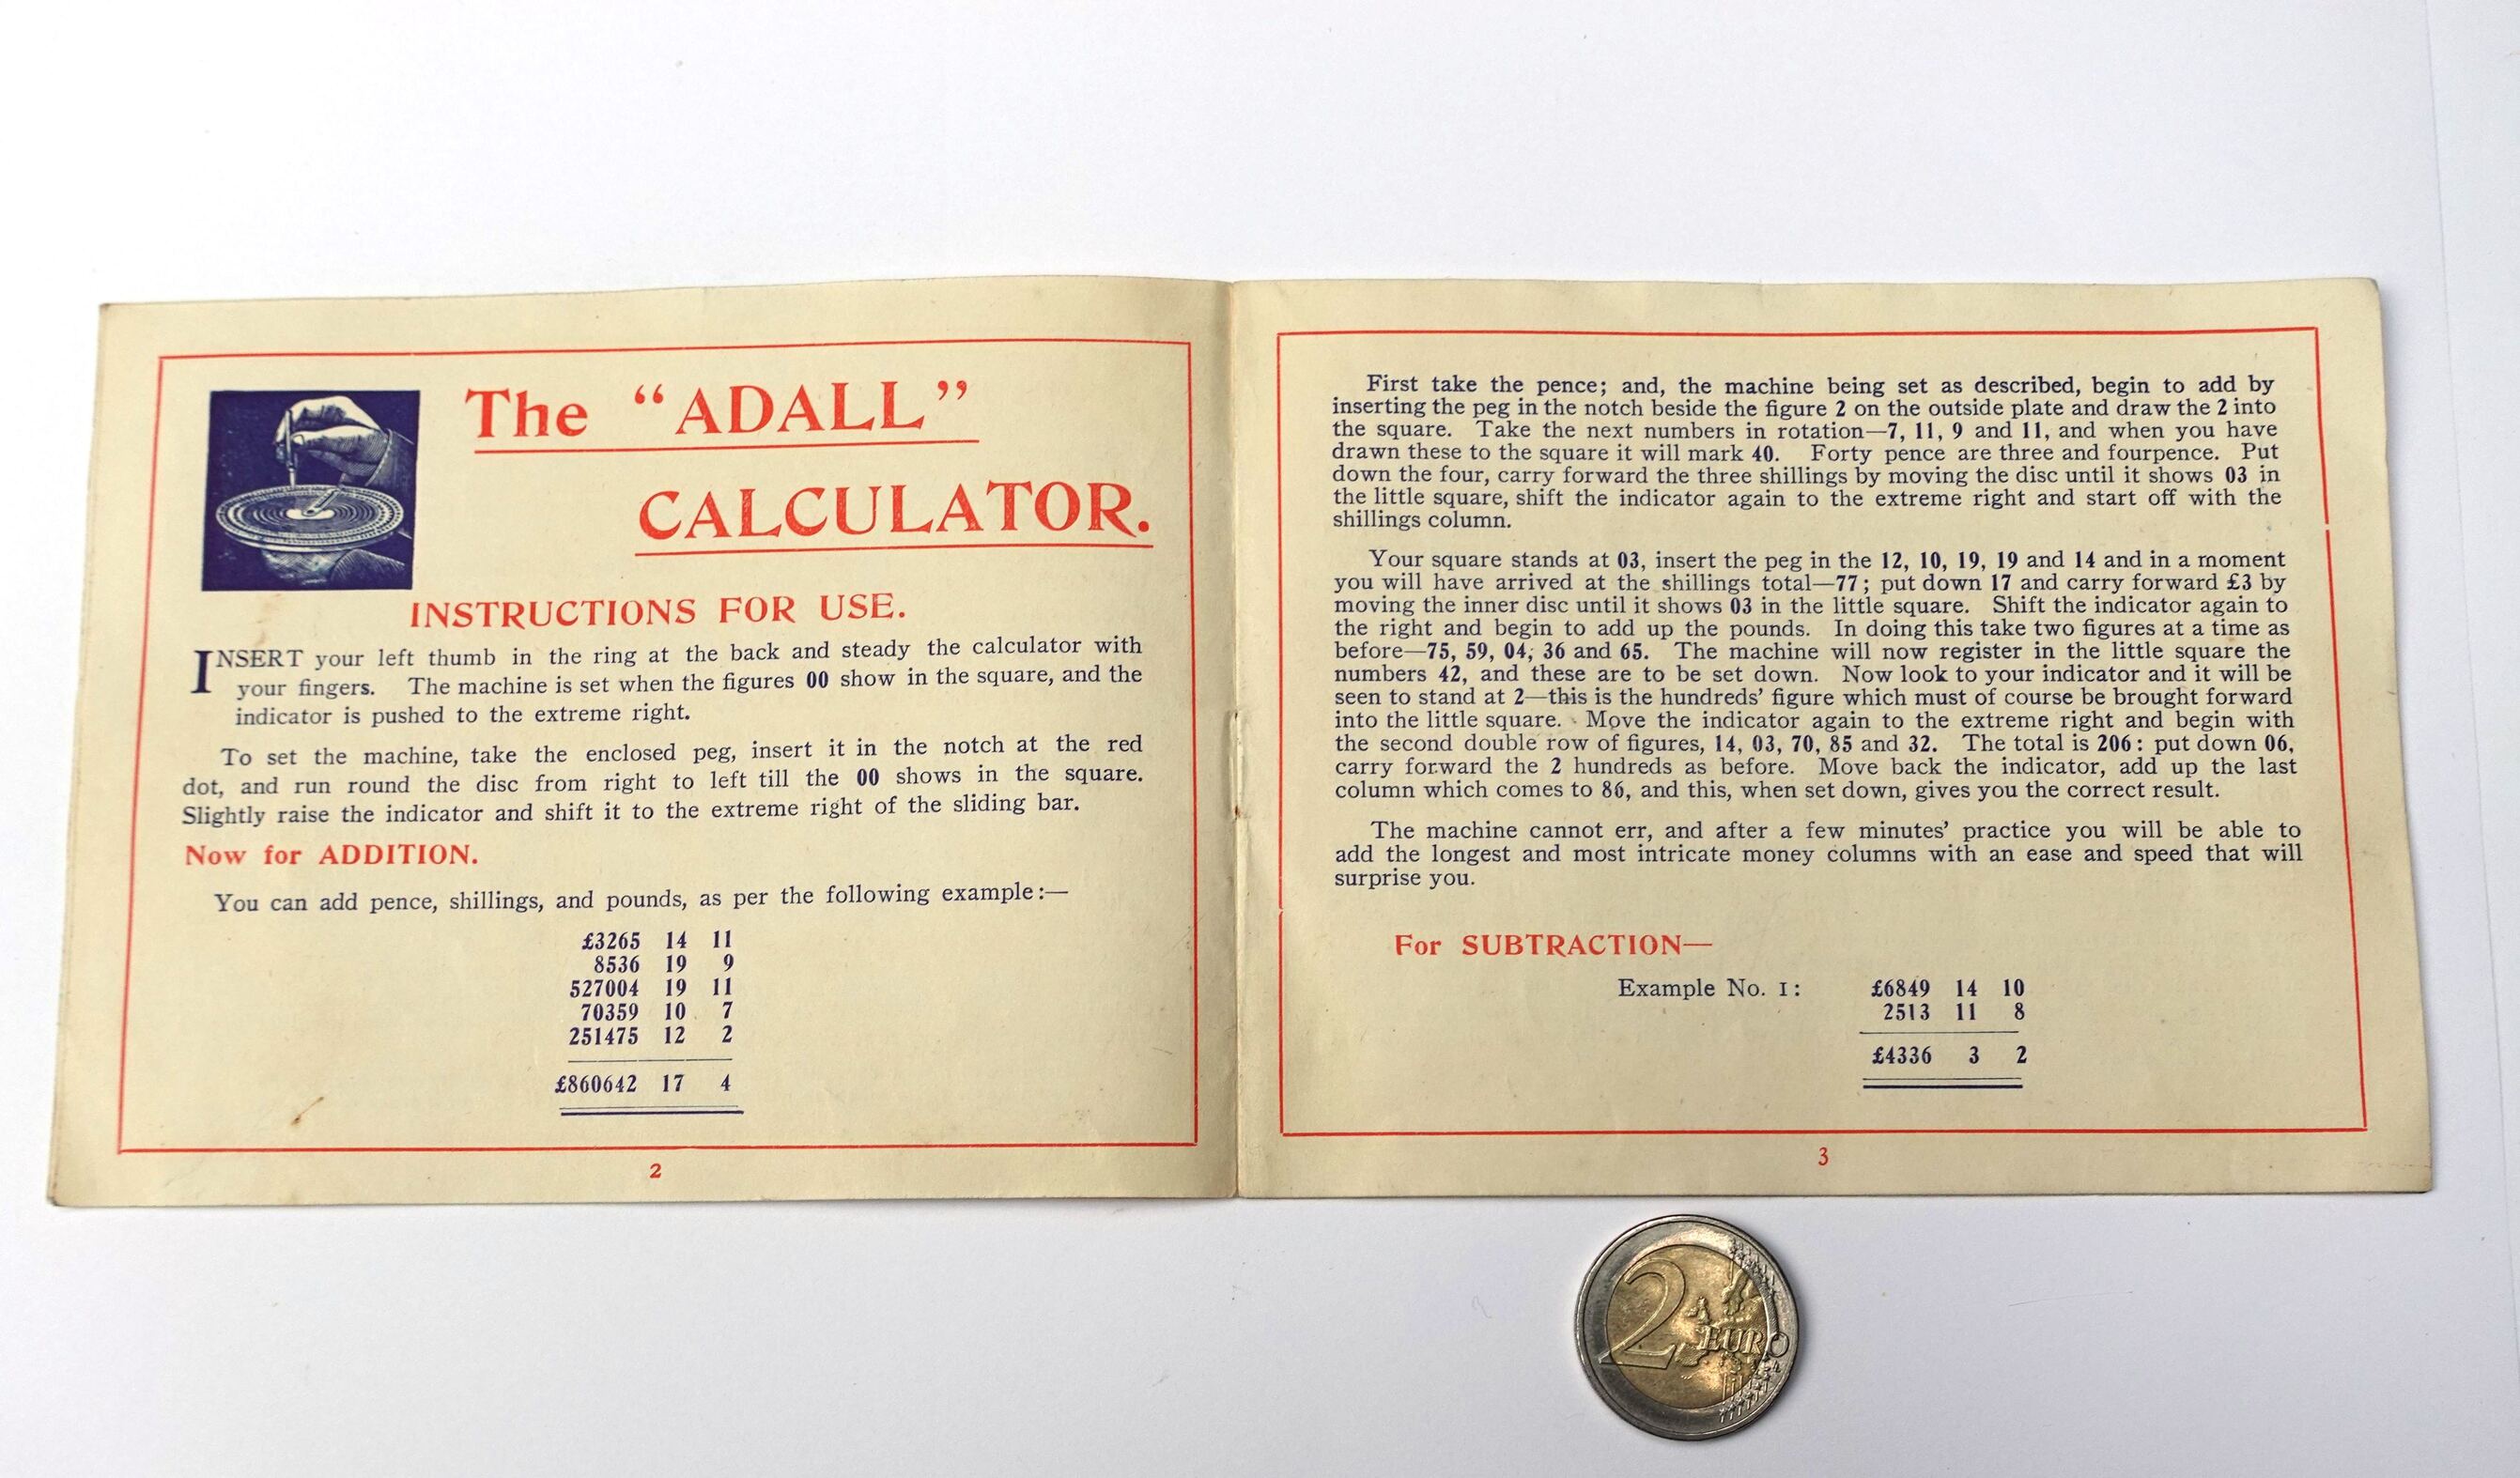 The “ADALL”
CALCULATOR.
INSTRUCTIONS FOR USE.
INSERT your left thumb in the ring at the back and steady the calculator with
your fingers. The machine is set when the figures 00 show in the square, and the
indicator is pushed to the extreme right.
To set the machine, take the enclosed peg, insert it in the notch at the red
dot, and run round the disc from right to left till the 00 shows in the square.
Slightly raise the indicator and shift it to the extreme right of the sliding bar.
Now for ADDITION.
You can add pence, shillings, and pounds, as per the following example:—
£3265 14 11
8536 19 9
527004 19 11
70359 10 7
251475 12 2
£860642 17 4
2
First take the pence; and, the machine being set as described, begin to add by
inserting the peg in the notch beside the figure 2 on the outside plate and draw the 2 into
the square. Take the next numbers in rotation—7, 11, 9 and 11, and when you have
drawn these to the square it will mark 40. Forty pence are three and fourpence. Put
down the four, carry forward the three shillings by moving the disc until it shows 03 in
the little square, shift the indicator again to the extreme right and start off with the
shillings column.
Your square stands at 03, insert the peg in the 12, 10, 19, 19 and 14 and in a moment
you will have arrived at the shillings total—77; put down 17 and carry forward £3 by
moving the inner disc until it shows 03 in the little square. Shift the indicator again to
the right and begin to add up the pounds. In doing this take two figures at a time as
before—75, 59, 04, 36 and 65. The machine will now register in the little square the
numbers 42, and these are to be set down. Now look to your indicator and it will be
seen to stand at 2—this is the hundreds’ figure which must of course be brought forward
into the little square. Move the indicator again to the extreme right and begin with
the second double row of figures, 14, 03, 70, 85 and 32. The total is 206: put down 06,
carry forward the 2 hundreds as before. Move back the indicator, add up the last
column which comes to 86, and this, when set down, gives you the correct result.
The machine cannot err, and after a few minutes’ practice you will be able to
add the longest and most intricate money columns with an ease and speed that will
surprise you.
For SUBTRACTION—
Example No. 1: £6849 14 10
2513 11 8
£4336 3 2
3
2 EURO